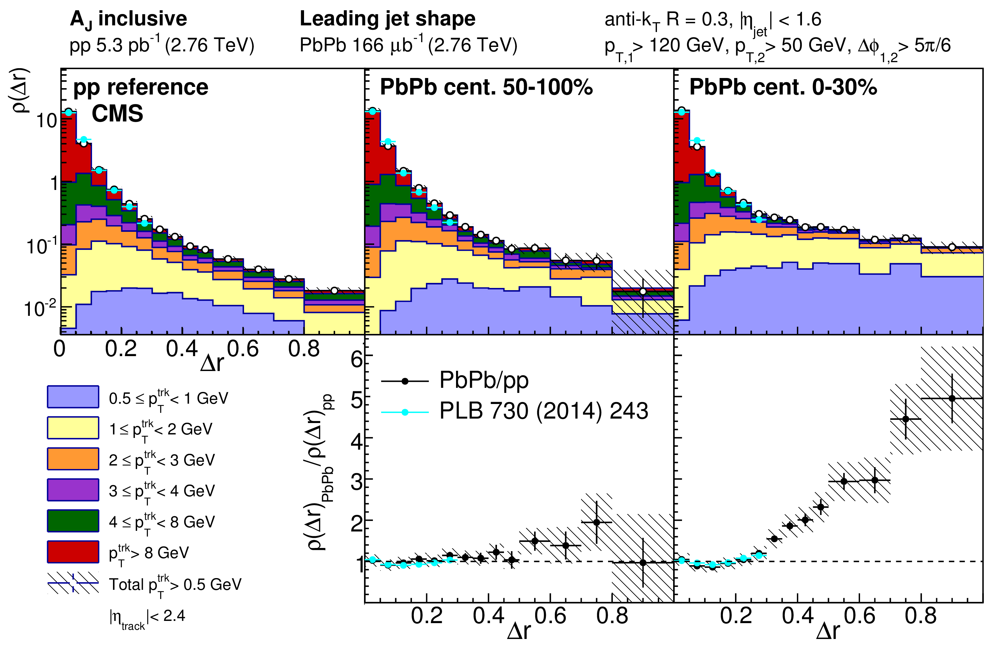 A_J inclusive
Leading jet shape
anti-k_T R = 0.3, |η_jet| < 1.6
pp 5.3 pb^-1 (2.76 TeV)
PbPb 166 μb^-1 (2.76 TeV)
p_T,1 > 120 GeV, p_T,2 > 50 GeV, Δϕ_1,2 > 5π/6
ρ(Δr)
pp reference
CMS
PbPb cent. 50-100%
PbPb cent. 0-30%
10
1
10^-1
10^-2
0 0.2 0.4 0.6 0.8
Δr
0.5 ≤ p_T^trk < 1 GeV
1 ≤ p_T^trk < 2 GeV
2 ≤ p_T^trk < 3 GeV
3 ≤ p_T^trk < 4 GeV
4 ≤ p_T^trk < 8 GeV
p_T^trk > 8 GeV
Total p_T^trk > 0.5 GeV
|η_track| < 2.4
ρ(Δr)_PbPb / ρ(Δr)_pp
6
5
4
3
2
1
PbPb/pp
PLB 730 (2014) 243
0.2 0.4 0.6 0.8
Δr
0.2 0.4 0.6 0.8
Δr